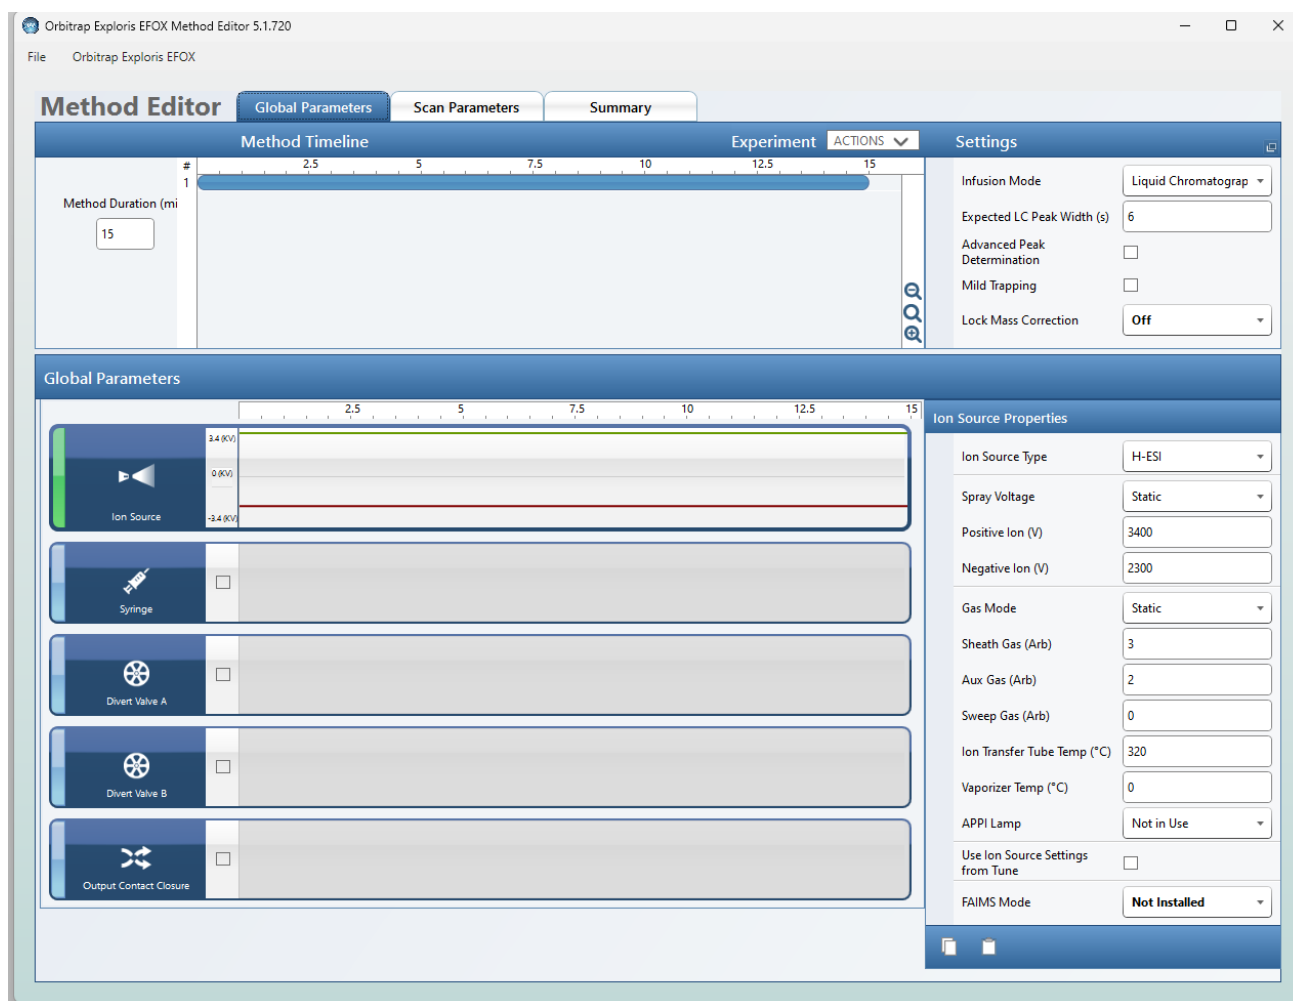 Orbitrap Exploris EFOX Method Editor 5.1.720
File Orbitrap Exploris EFOX
Method Editor Global Parameters Scan Parameters Summary
Method Timeline Experiment ACTIONS Settings
# 2.5 5 7.5 10 12.5 15
1
Method Duration (mi
15
Infusion Mode Liquid Chromatograp
Expected LC Peak Width (s) 6
Advanced Peak
Determination
Mild Trapping
Lock Mass Correction Off
Global Parameters
2.5 5 7.5 10 12.5 15
3.4 (KV)
0 (KV)
-3.4 (KV)
Ion Source
Syringe
Divert Valve A
Divert Valve B
Output Contact Closure
Ion Source Properties
Ion Source Type H-ESI
Spray Voltage Static
Positive Ion (V) 3400
Negative Ion (V) 2300
Gas Mode Static
Sheath Gas (Arb) 3
Aux Gas (Arb) 2
Sweep Gas (Arb) 0
Ion Transfer Tube Temp (°C) 320
Vaporizer Temp (°C) 0
APPI Lamp Not in Use
Use Ion Source Settings
from Tune
FAIMS Mode Not Installed